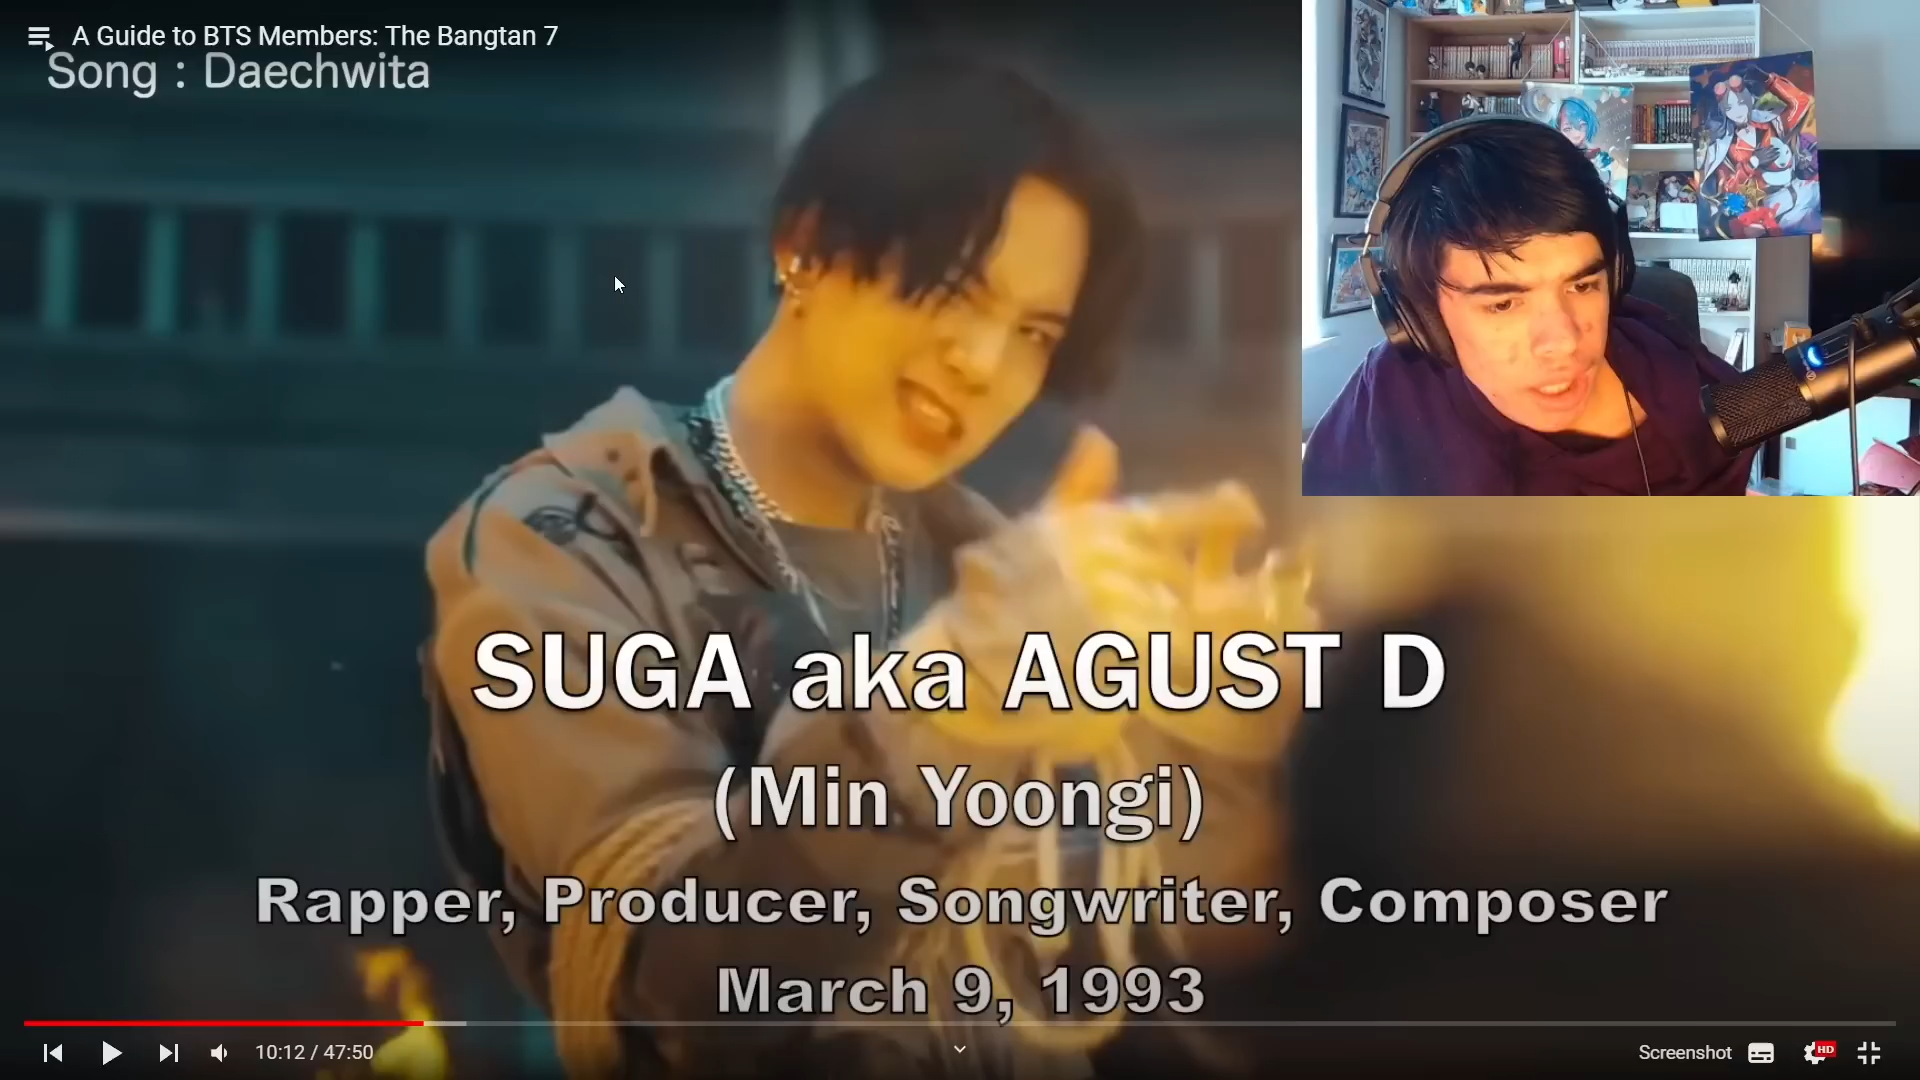 A Guide to BTS Members: The Bangtan 7
Song : Daechwita
SUGA aka AGUST D
(Min Yoongi)
Rapper, Producer, Songwriter, Composer
March 9, 1993
10:12 / 47:50
Screenshot
HD